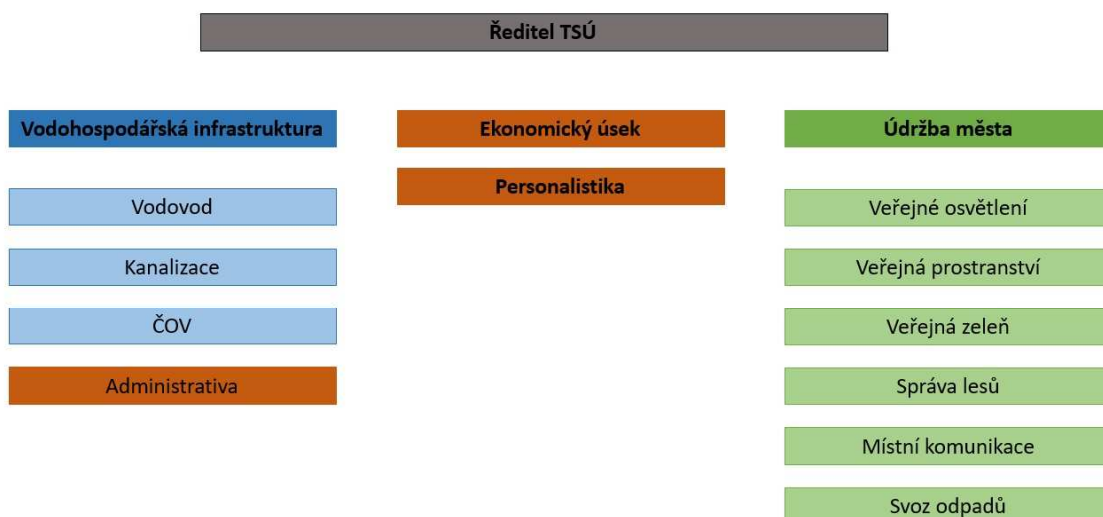 Ředitel TSÚ
Vodohospodářská infrastruktura
Vodovod
Kanalizace
ČOV
Administrativa
Ekonomický úsek
Personalistika
Údržba města
Veřejné osvětlení
Veřejná prostranství
Veřejná zeleň
Správa lesů
Místní komunikace
Svoz odpadů